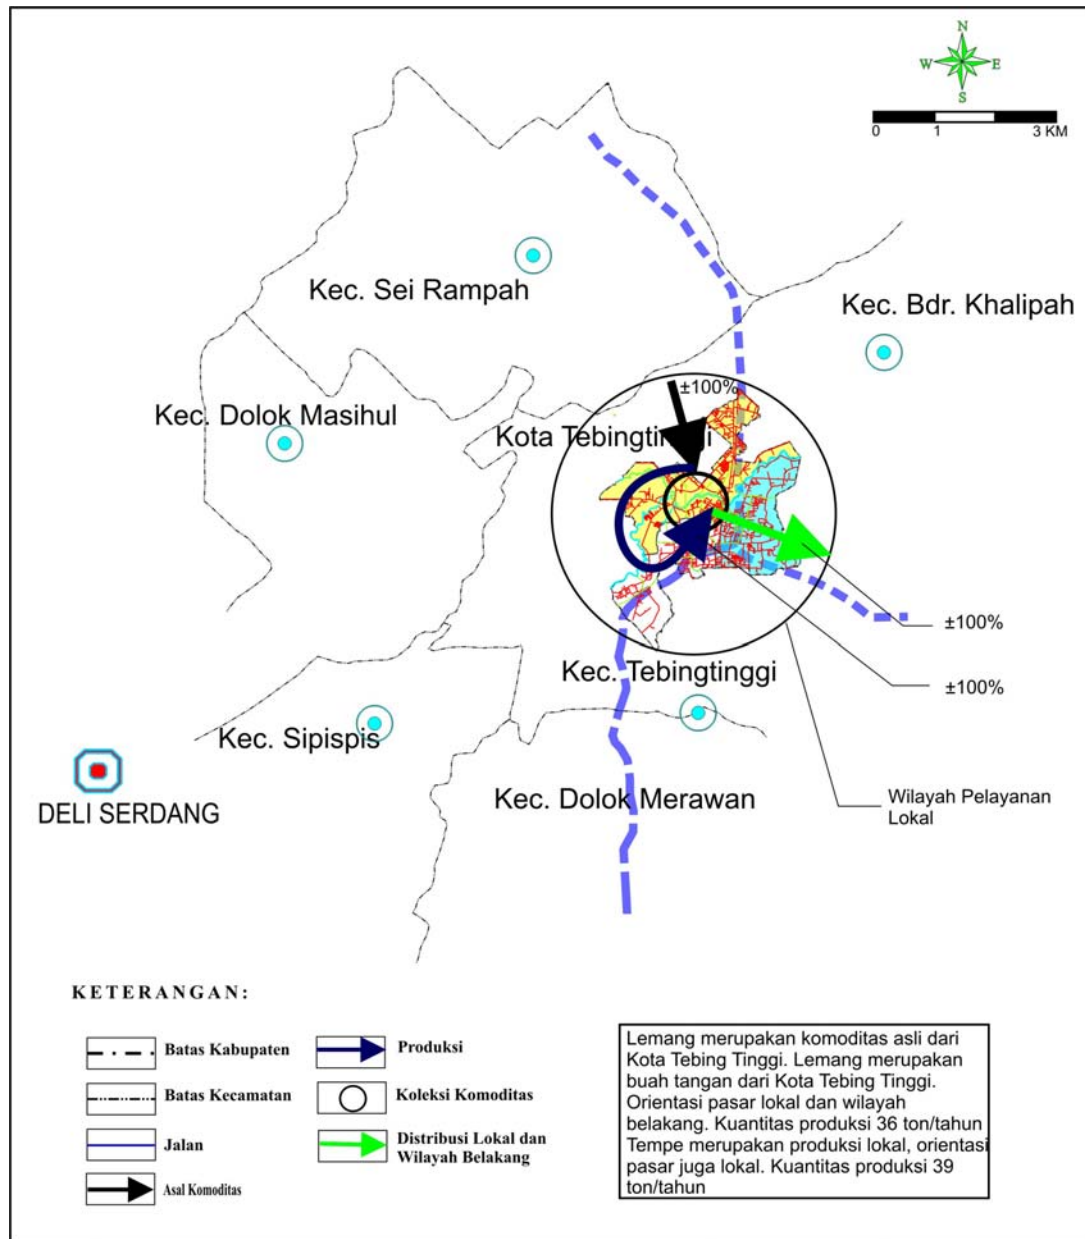 N
W E
S
0 1 3 KM
Kec. Sei Rampah
Kec. Bdr. Khalipah
±100%
Kec. Dolok Masihul
Kota Tebingtinggi
±100%
Kec. Tebingtinggi
±100%
Kec. Sipispis
DELI SERDANG
Kec. Dolok Merawan
Wilayah Pelayanan
Lokal
KETERANGAN:
Batas Kabupaten
Batas Kecamatan
Jalan
Asal Komoditas
Produksi
Koleksi Komoditas
Distribusi Lokal dan
Wilayah Belakang
Lemang merupakan komoditas asli dari
Kota Tebing Tinggi. Lemang merupakan
buah tangan dari Kota Tebing Tinggi.
Orientasi pasar lokal dan wilayah
belakang. Kuantitas produksi 36 ton/tahun
Tempe merupakan produksi lokal, orientasi
pasar juga lokal. Kuantitas produksi 39
ton/tahun